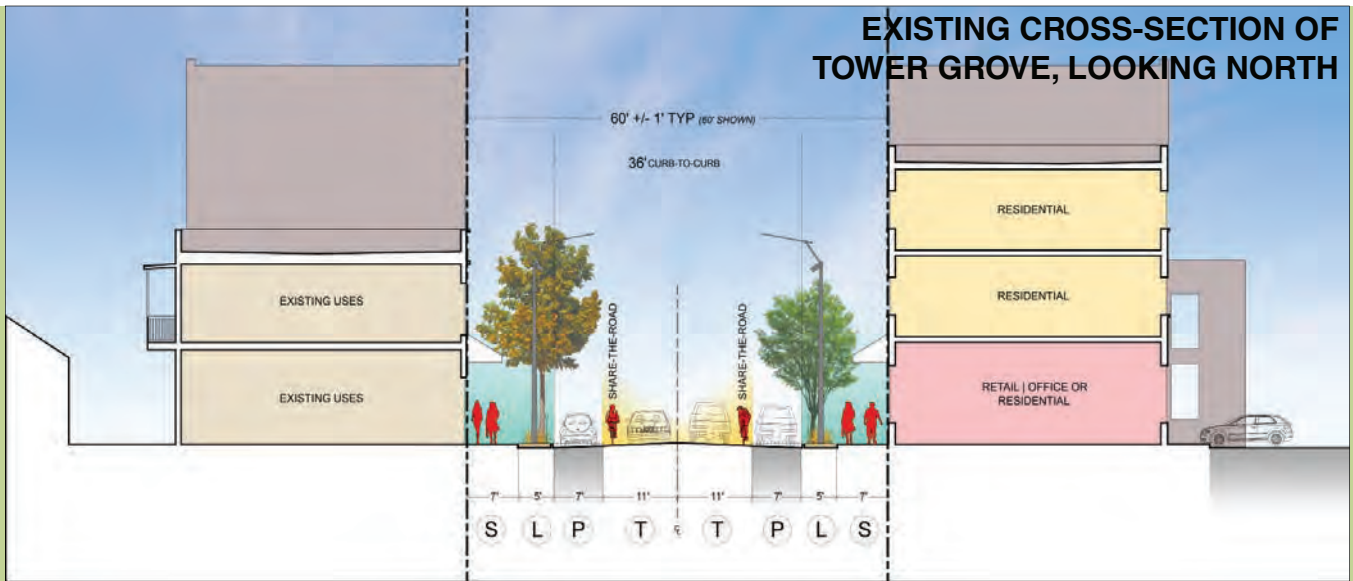 EXISTING CROSS-SECTION OF
TOWER GROVE, LOOKING NORTH
60' +/- 1' TYP (60' SHOWN)
36' CURB-TO-CURB
RESIDENTIAL
EXISTING USES
RESIDENTIAL
SHARE-THE-ROAD
SHARE-THE-ROAD
EXISTING USES
RETAIL | OFFICE OR
RESIDENTIAL
7' 5' 7' 11' 11' 7' 5' 7'
S L P T ℄ T P L S